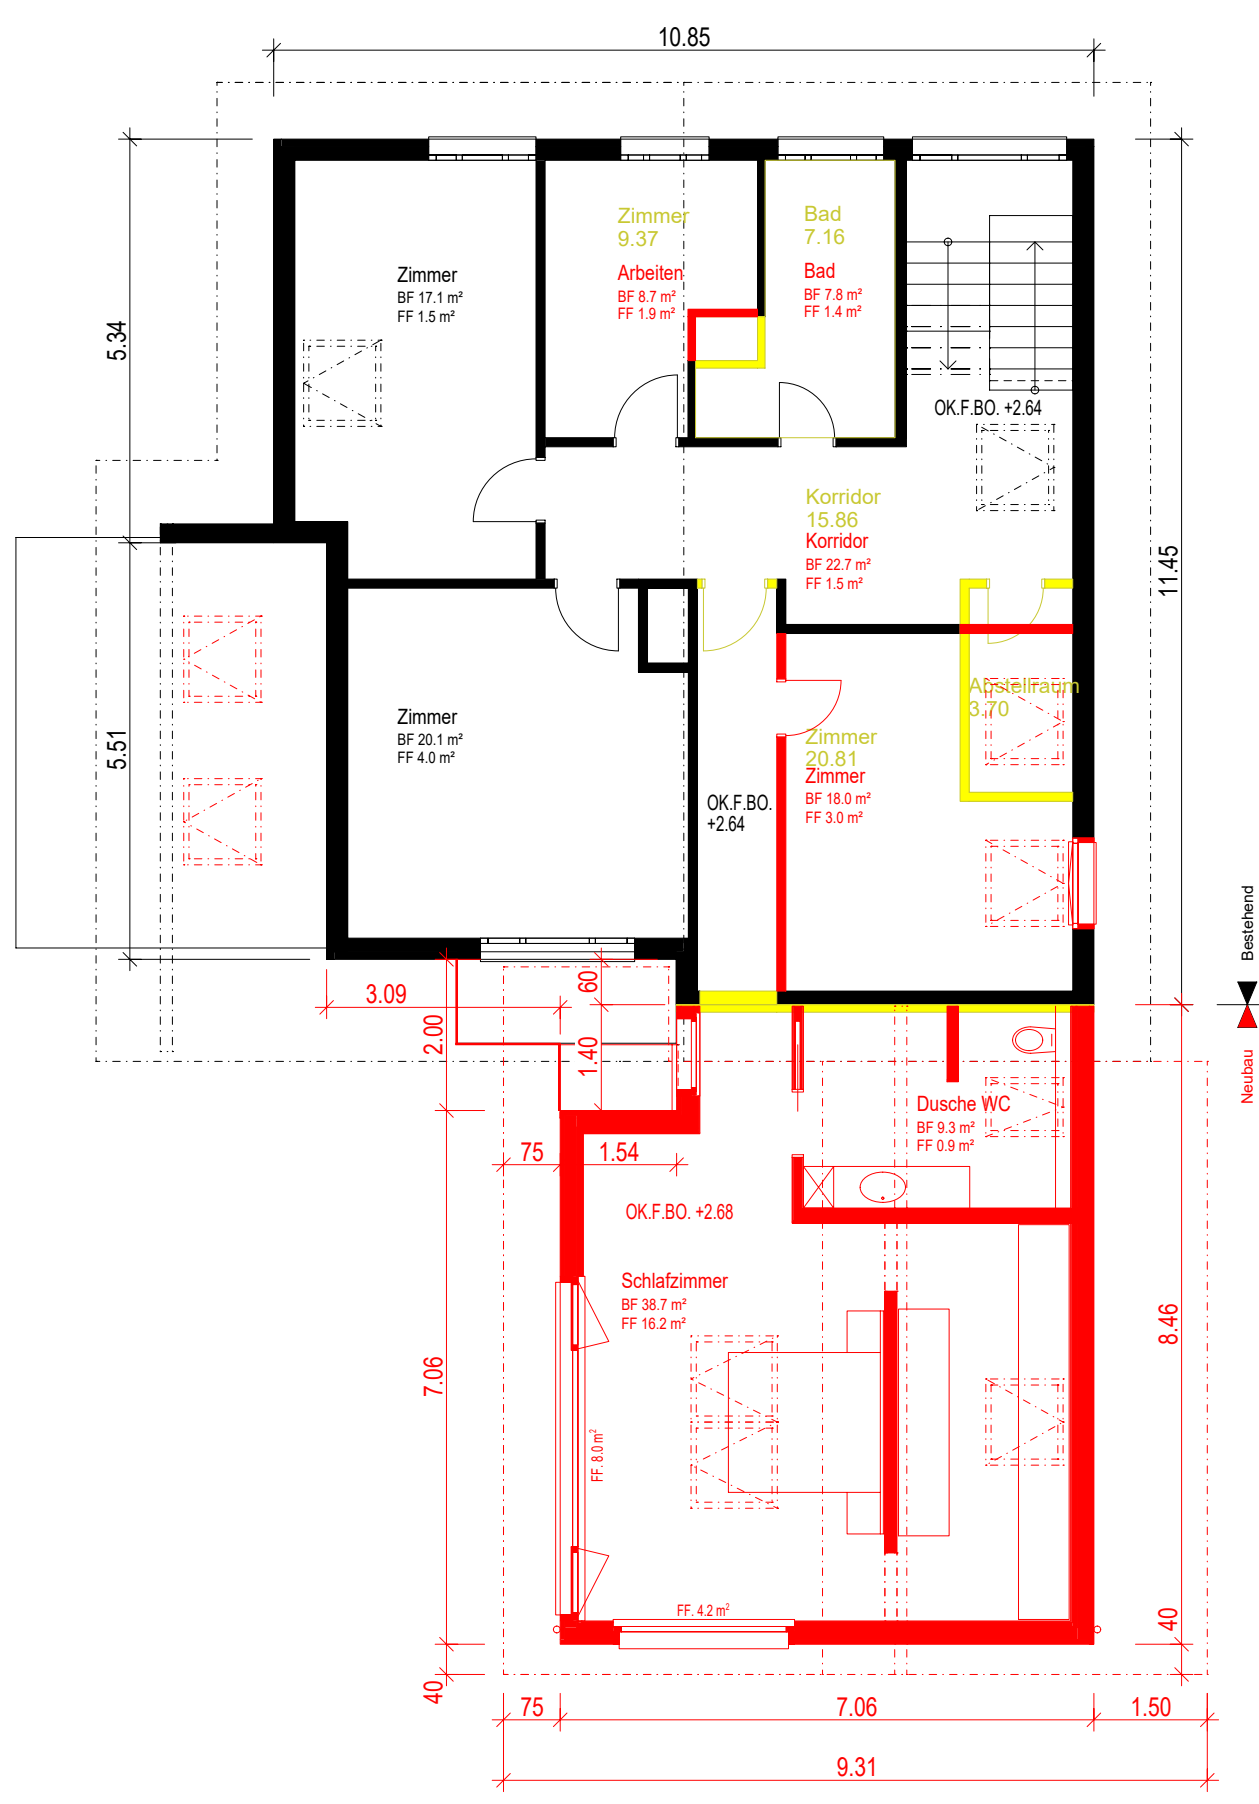 10.85
5.34
11.45
5.51
Zimmer
9.37
Arbeiten
BF 8.7 m²
FF 1.9 m²
Bad
7.16
Bad
BF 7.8 m²
FF 1.4 m²
Zimmer
BF 17.1 m²
FF 1.5 m²
OK.F.BO. +2.64
Korridor
15.86
Korridor
BF 22.7 m²
FF 1.5 m²
Abstellraum
3.70
Zimmer
BF 20.1 m²
FF 4.0 m²
Zimmer
20.81
Zimmer
BF 18.0 m²
FF 3.0 m²
OK.F.BO.
+2.64
Bestehend
Neubau
3.09
60
2.00
1.40
75
1.54
Dusche WC
BF 9.3 m²
FF 0.9 m²
OK.F.BO. +2.68
Schlafzimmer
BF 38.7 m²
FF 16.2 m²
7.06
8.46
FF. 8.0 m²
FF. 4.2 m²
40
40
75
7.06
1.50
9.31